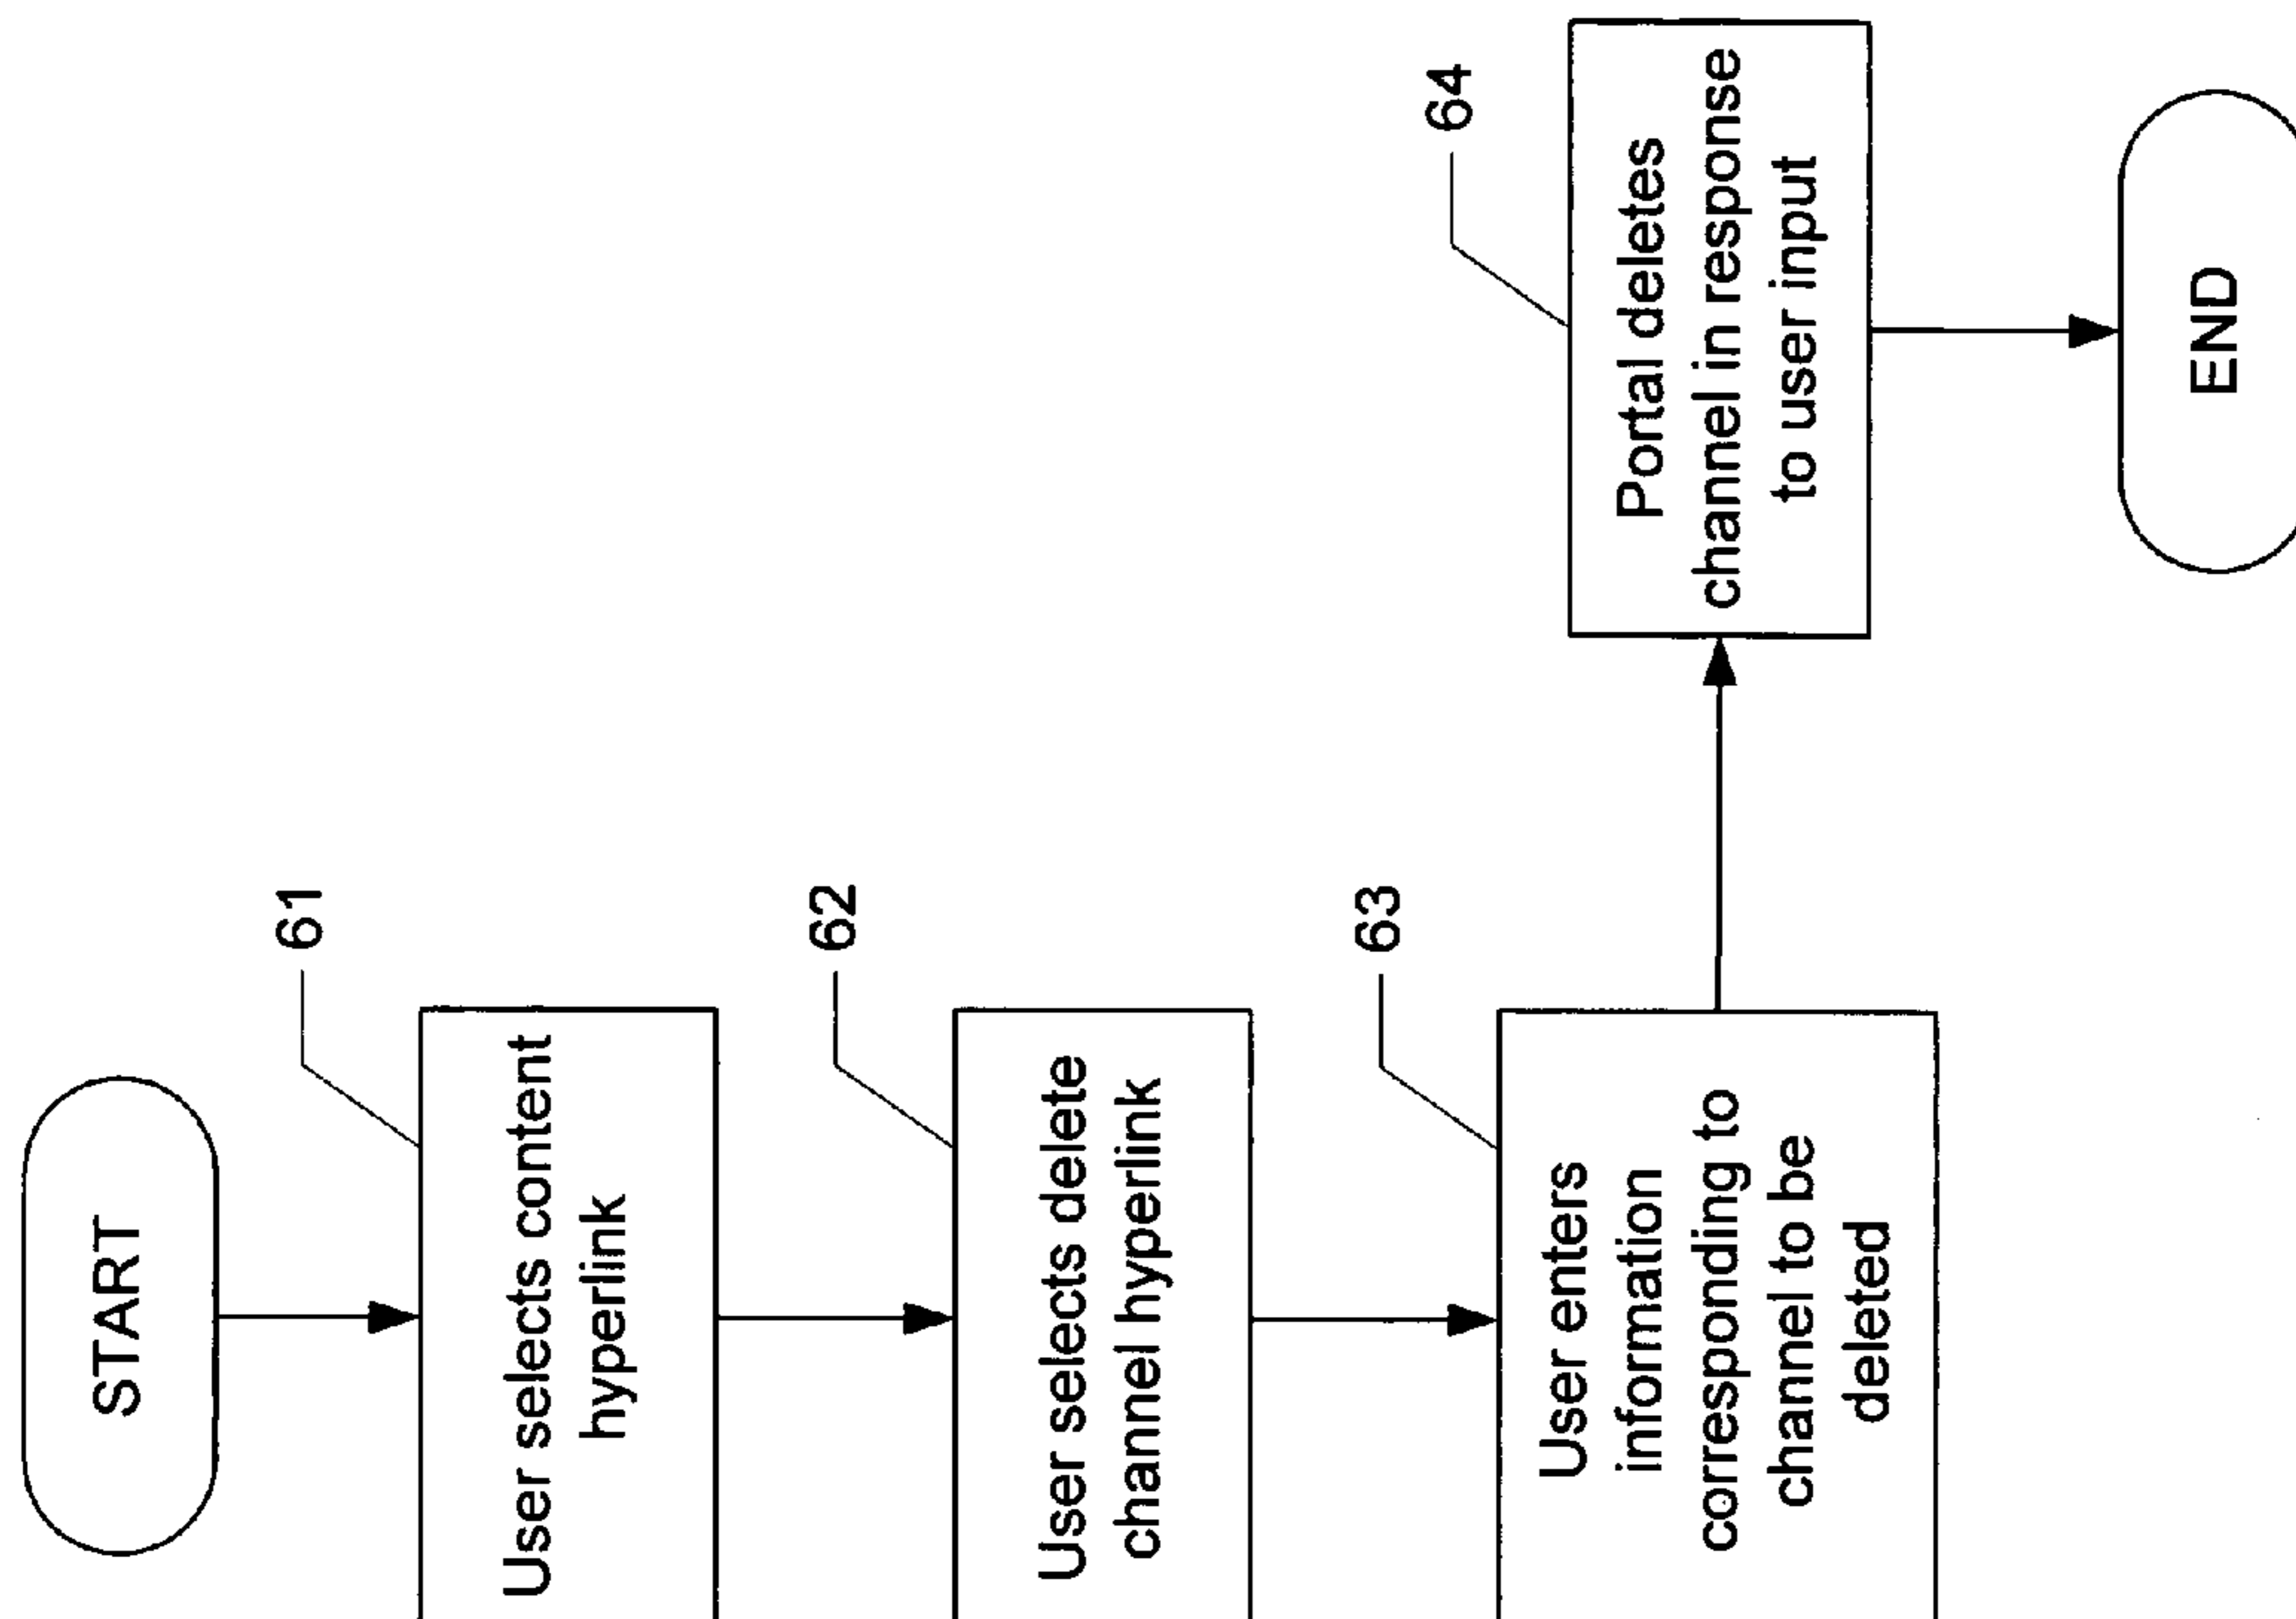 START
61
User selects content
hyperlink
62
User selects delete
channel hyperlink
63
User enters
information
corresponding to
channel to be
deleted
64
Portal deletes
channel in response
to user input
END